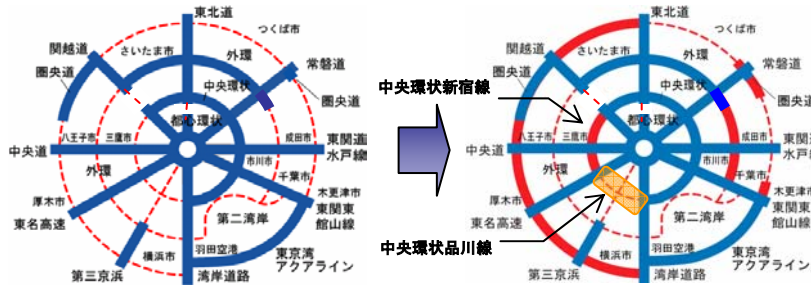 東北道
つくば市
関越道
さいたま市
外環
常磐道
圏央道
中央環状
圏央道
都心環状
八王子市
三鷹市
成田市
東関道
水戸線
中央道
外環
市川市
千葉市
木更津市
厚木市
東関東
館山線
東名高速
第二湾岸
横浜市
羽田空港
東京湾
アクアライン
第三京浜
湾岸道路
中央環状新宿線
中央環状品川線
東北道
つくば市
関越道
さいたま市
外環
常磐道
圏央道
中央環状
圏央道
都心環状
八王子市
三鷹市
成田市
東関道
水戸線
中央道
外環
市川市
千葉市
木更津市
厚木市
東関東
館山線
東名高速
第二湾岸
横浜市
羽田空港
東京湾
アクアライン
第三京浜
湾岸道路